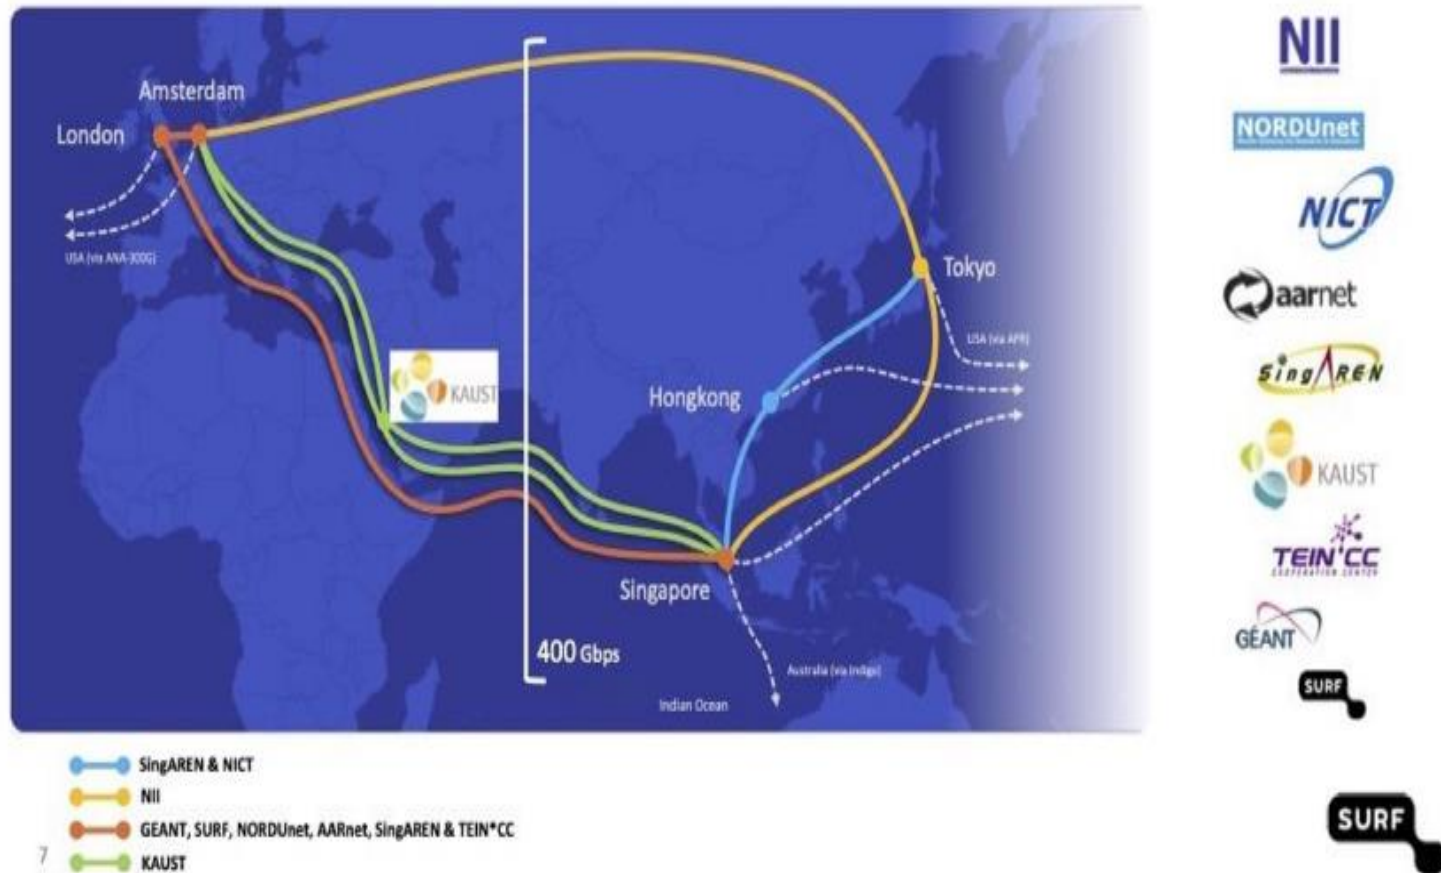 Amsterdam
London
USA (via ANA-300G)
KAUST
Tokyo
USA (via APR)
Hongkong
Singapore
400 Gbps
Australia (via Indigo)
Indian Ocean
NII
NORDUnet
NICT
aarnet
SingAREN
KAUST
TEIN*CC
COOPERATION CENTER
GÉANT
SURF
SingAREN & NICT
NII
GEANT, SURF, NORDUnet, AARnet, SingAREN & TEIN*CC
KAUST
7
SURF